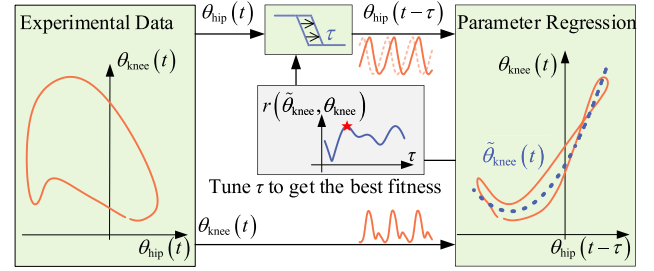 Experimental Data
θknee(t)
θhip(t)
θhip(t)
τ
θhip(t−τ)
r(θ̃knee,θknee)
τ
Tune τ to get the best fitness
θknee(t)
Parameter Regression
θknee(t)
θ̃knee(t)
θhip(t−τ)